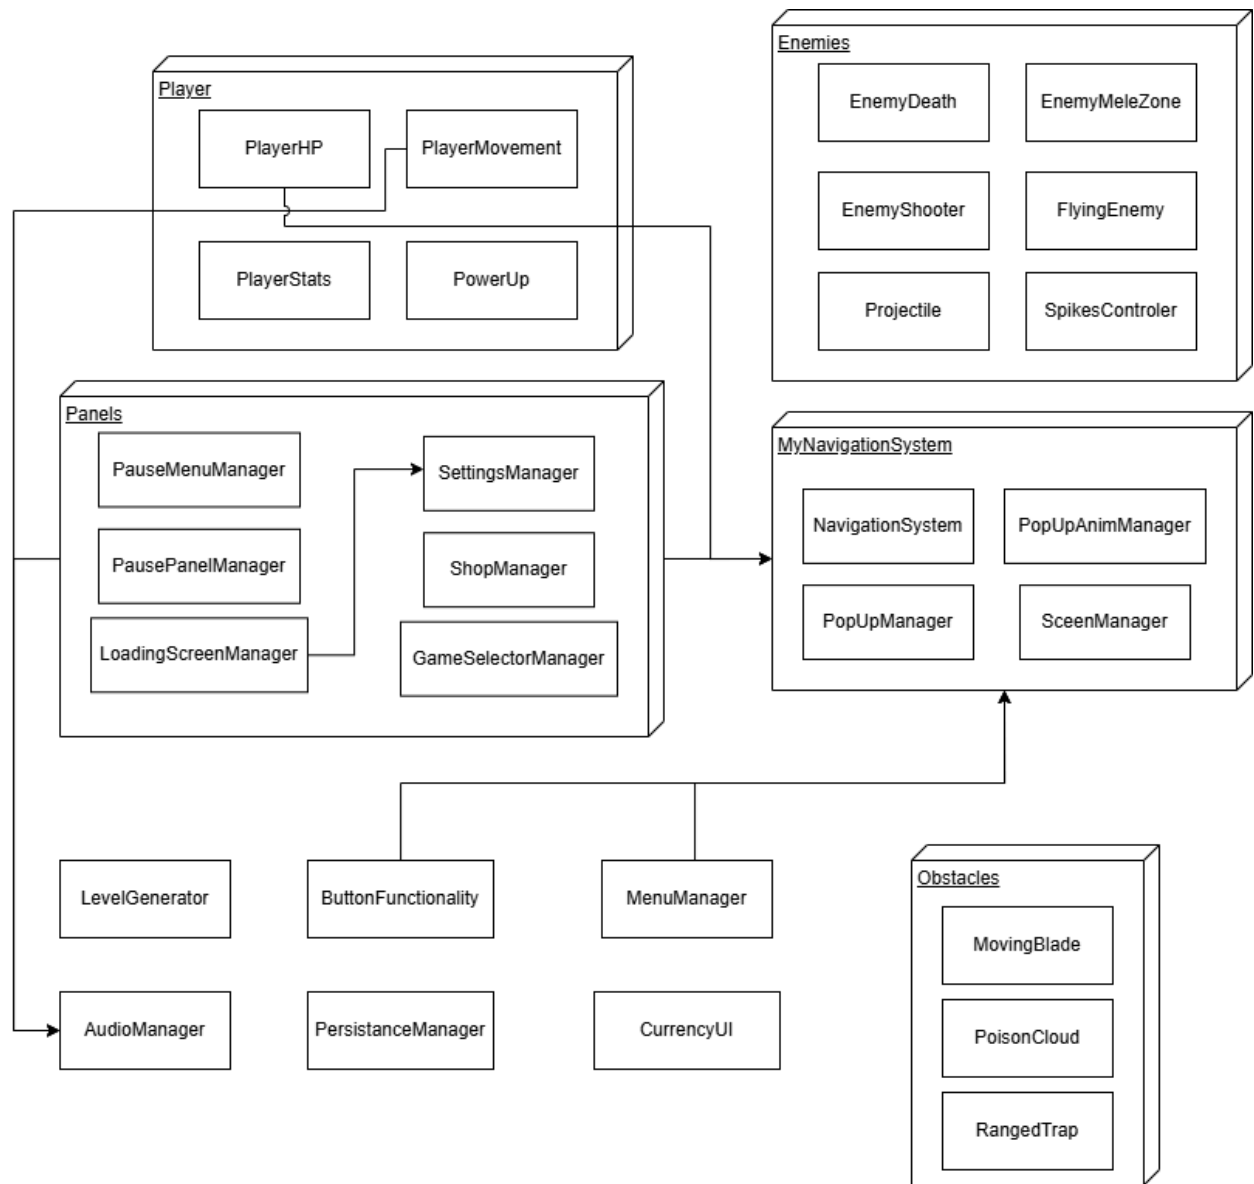 Player
PlayerHP
PlayerMovement
PlayerStats
PowerUp
Enemies
EnemyDeath
EnemyMeleZone
EnemyShooter
FlyingEnemy
Projectile
SpikesControler
Panels
PauseMenuManager
SettingsManager
PausePanelManager
ShopManager
LoadingScreenManager
GameSelectorManager
MyNavigationSystem
NavigationSystem
PopUpAnimManager
PopUpManager
SceenManager
LevelGenerator
ButtonFunctionality
MenuManager
AudioManager
PersistanceManager
CurrencyUI
Obstacles
MovingBlade
PoisonCloud
RangedTrap